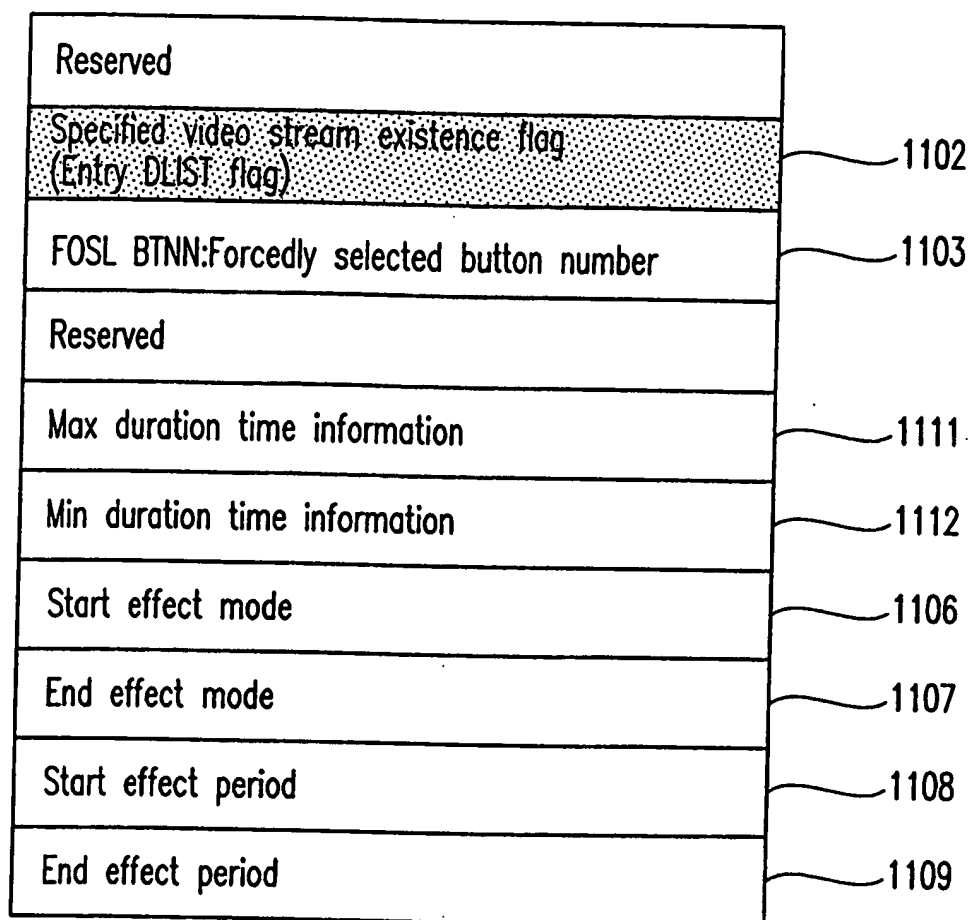 Reserved
Specified video stream existence flag
(Entry DLIST flag)
1102
FOSL BTNN:Forcedly selected button number
1103
Reserved
Max duration time information
1111
Min duration time information
1112
Start effect mode
1106
End effect mode
1107
Start effect period
1108
End effect period
1109